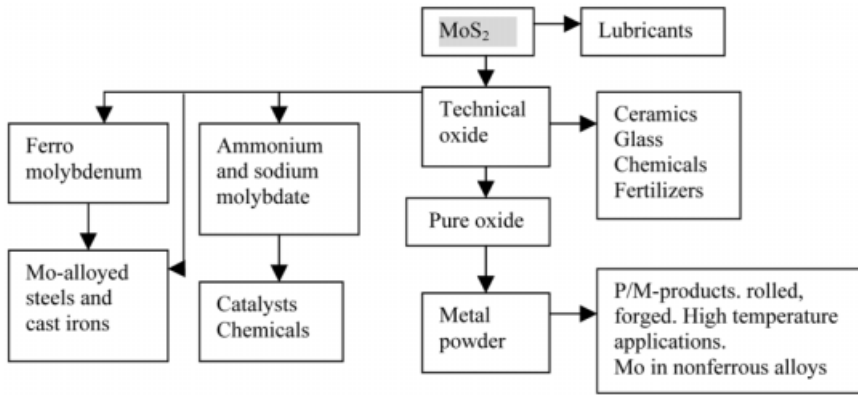 MoS₂
Lubricants
Technical
oxide
Ceramics
Glass
Chemicals
Fertilizers
Ferro
molybdenum
Ammonium
and sodium
molybdate
Pure oxide
Mo-alloyed
steels and
cast irons
Catalysts
Chemicals
Metal
powder
P/M-products. rolled,
forged. High temperature
applications.
Mo in nonferrous alloys